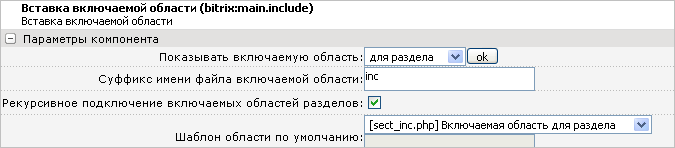 Вставка включаемой области (bitrix:main.include)
Вставка включаемой области
Параметры компонента
Показывать включаемую область: для раздела ok
Суффикс имени файла включаемой области: inc
Рекурсивное подключение включаемых областей разделов:
[sect_inc.php] Включаемая область для раздела
Шаблон области по умолчанию: